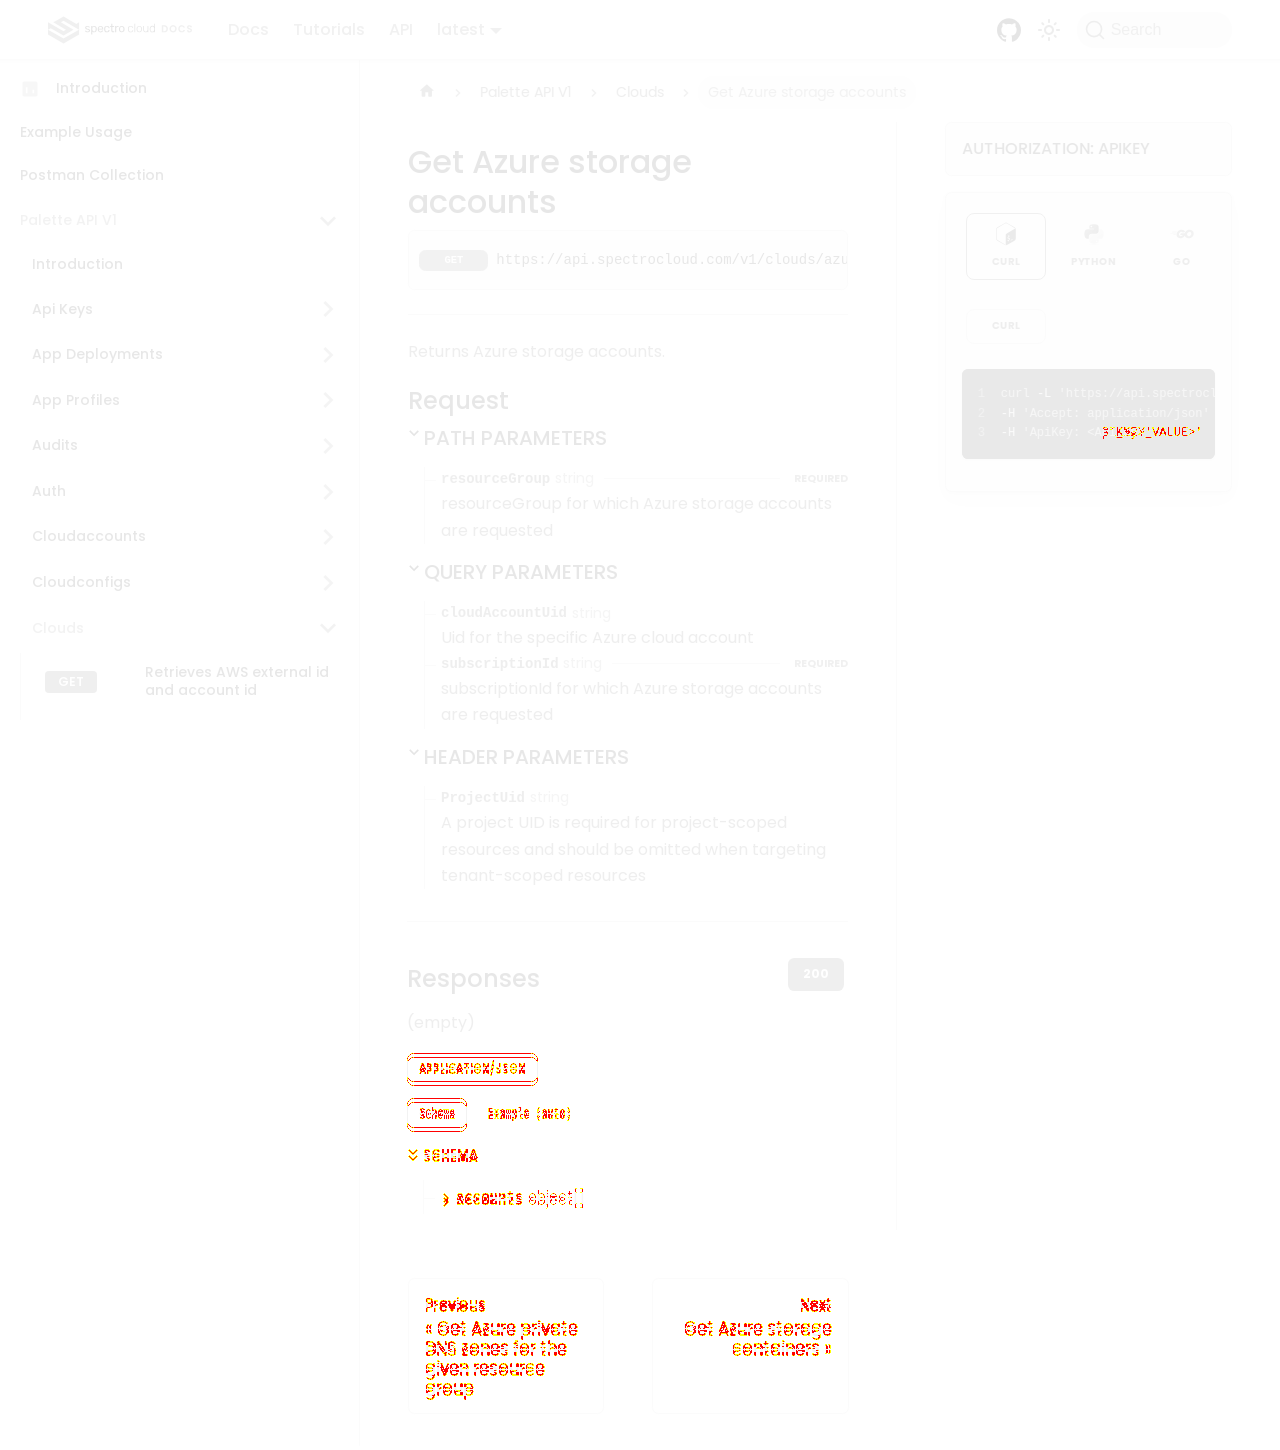 spectro cloud DOCS
Docs
Tutorials
API
latest
Search
Introduction
Example Usage
Postman Collection
Palette API V1
Introduction
Api Keys
App Deployments
App Profiles
Audits
Auth
Cloudaccounts
Cloudconfigs
Clouds
GET
Retrieves AWS external id
and account id
Palette API V1
Clouds
Get Azure storage accounts
Get Azure storage
accounts
GET
https://api.spectrocloud.com/v1/clouds/azu
Returns Azure storage accounts.
Request
PATH PARAMETERS
resourceGroup string REQUIRED
resourceGroup for which Azure storage accounts
are requested
QUERY PARAMETERS
cloudAccountUid string
Uid for the specific Azure cloud account
subscriptionId string REQUIRED
subscriptionId for which Azure storage accounts
are requested
HEADER PARAMETERS
ProjectUid string
A project UID is required for project-scoped
resources and should be omitted when targeting
tenant-scoped resources
Responses
200
(empty)
APPLICATION/JSON
Schema
Example (auto)
SCHEMA
accounts object
Previous
« Get Azure private
DNS zones for the
given resource
group
Next
Get Azure storage
containers »
AUTHORIZATION: APIKEY
CURL
PYTHON
GO
GO
CURL
1 curl -L 'https://api.spectrocl
2 -H 'Accept: application/json'
3 -H 'ApiKey: